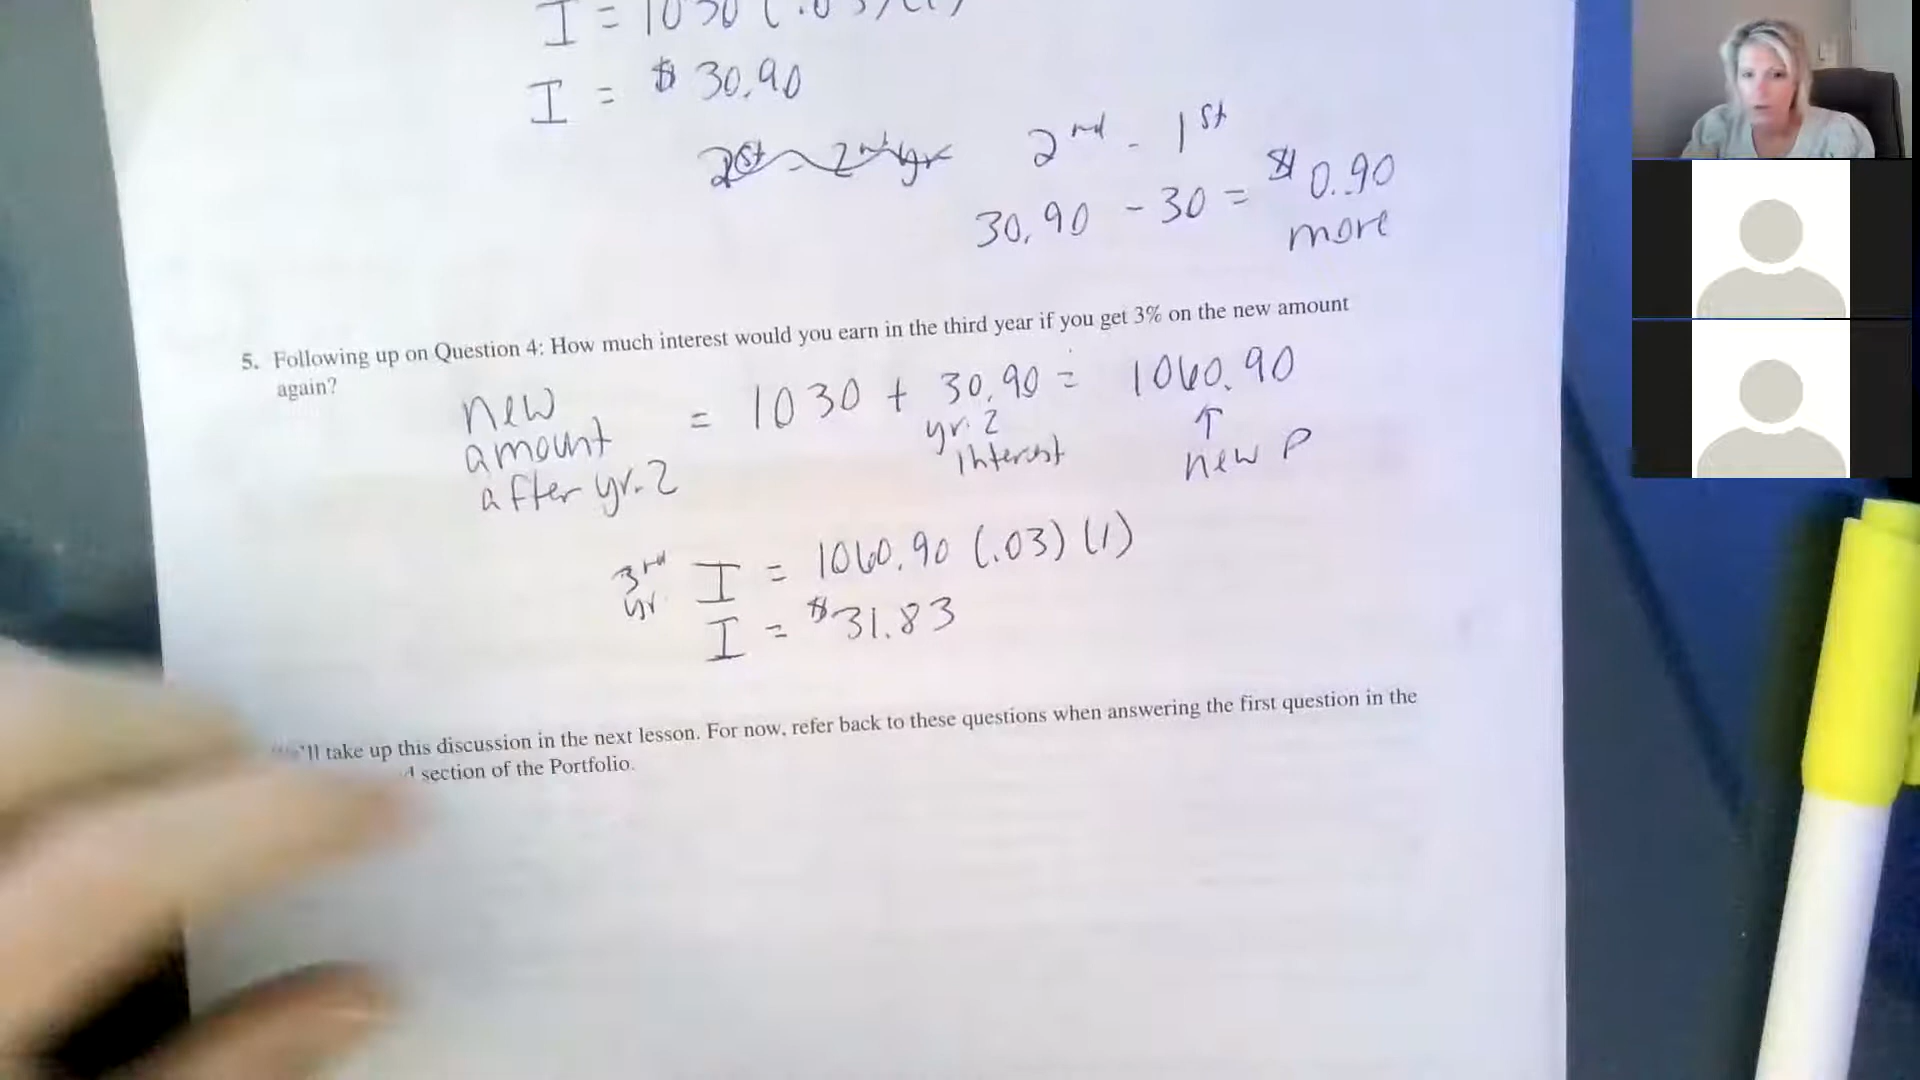 I = 1030 (.03)(1)
I = $ 30.90
2nd - 1st
30.90 - 30 = $0.90
more
5. Following up on Question 4: How much interest would you earn in the third year if you get 3% on the new amount
again?
new
amount
after yr. 2
= 1030 + 30.90 = 1060.90
yr. 2
interest
↑
new P
3rd
yr.
I = 1060.90 (.03) (1)
I = $31.83
'll take up this discussion in the next lesson. For now, refer back to these questions when answering the first question in the
section of the Portfolio.